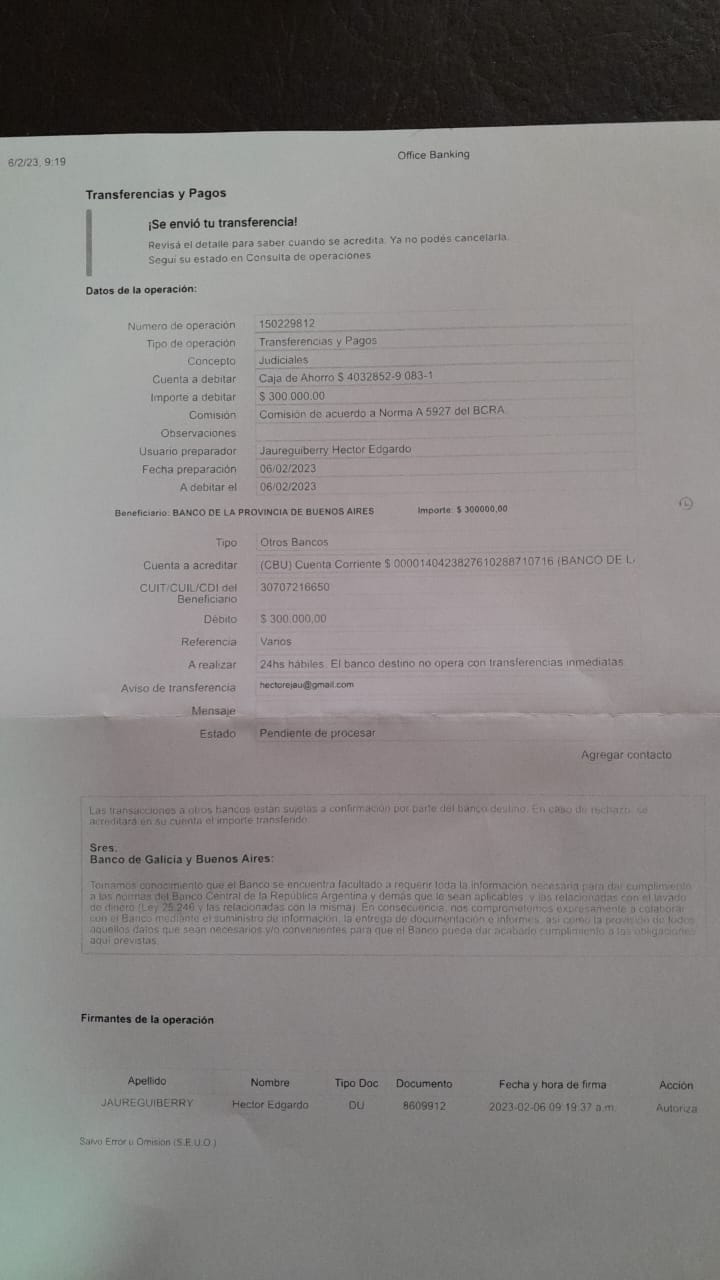 6/2/23, 9:19
Office Banking
Transferencias y Pagos
¡Se envió tu transferencia!
Revisá el detalle para saber cuando se acredita. Ya no podés cancelarla.
Seguí su estado en Consulta de operaciones
Datos de la operación:
Numero de operación 150229812
Tipo de operación Transferencias y Pagos
Concepto Judiciales
Cuenta a debitar Caja de Ahorro $ 4032852-9 083-1
Importe a debitar $ 300.000,00
Comisión Comisión de acuerdo a Norma A 5927 del BCRA
Observaciones
Usuario preparador Jaureguiberry Hector Edgardo
Fecha preparación 06/02/2023
A debitar el 06/02/2023
Beneficiario: BANCO DE LA PROVINCIA DE BUENOS AIRES Importe: $ 300000,00
Tipo Otros Bancos
Cuenta a acreditar (CBU) Cuenta Corriente $ 0000140423827610288710716 (BANCO DE LA
CUIT/CUIL/CDI del 30707216650
Beneficiario
Débito $ 300.000,00
Referencia Varios
A realizar 24hs hábiles. El banco destino no opera con transferencias inmediatas
Aviso de transferencia hectorejau@gmail.com
Mensaje
Estado Pendiente de procesar
Agregar contacto
Las transacciones a otros bancos están sujetas a confirmación por parte del banco destino. En caso de rechazo, se
acreditará en su cuenta el importe transferido.
Sres.
Banco de Galicia y Buenos Aires:
Tomamos conocimiento que el Banco se encuentra facultado a requerir toda la información necesaria para dar cumplimiento
a las normas del Banco Central de la República Argentina y demás que le sean aplicables, y las relacionadas con el lavado
de dinero (Ley 25.246 y las relacionadas con la misma). En consecuencia, nos comprometemos expresamente a colaborar
con el Banco mediante el suministro de información, la entrega de documentación e informes, así como la provisión de todos
aquellos datos que sean necesarios y/o convenientes para que el Banco pueda dar acabado cumplimiento a las obligaciones
aquí previstas.
Firmantes de la operación
Apellido Nombre Tipo Doc Documento Fecha y hora de firma Acción
JAUREGUIBERRY Hector Edgardo DU 8609912 2023-02-06 09:19:37 a.m. Autoriza
Salvo Error u Omision (S.E.U.O.)